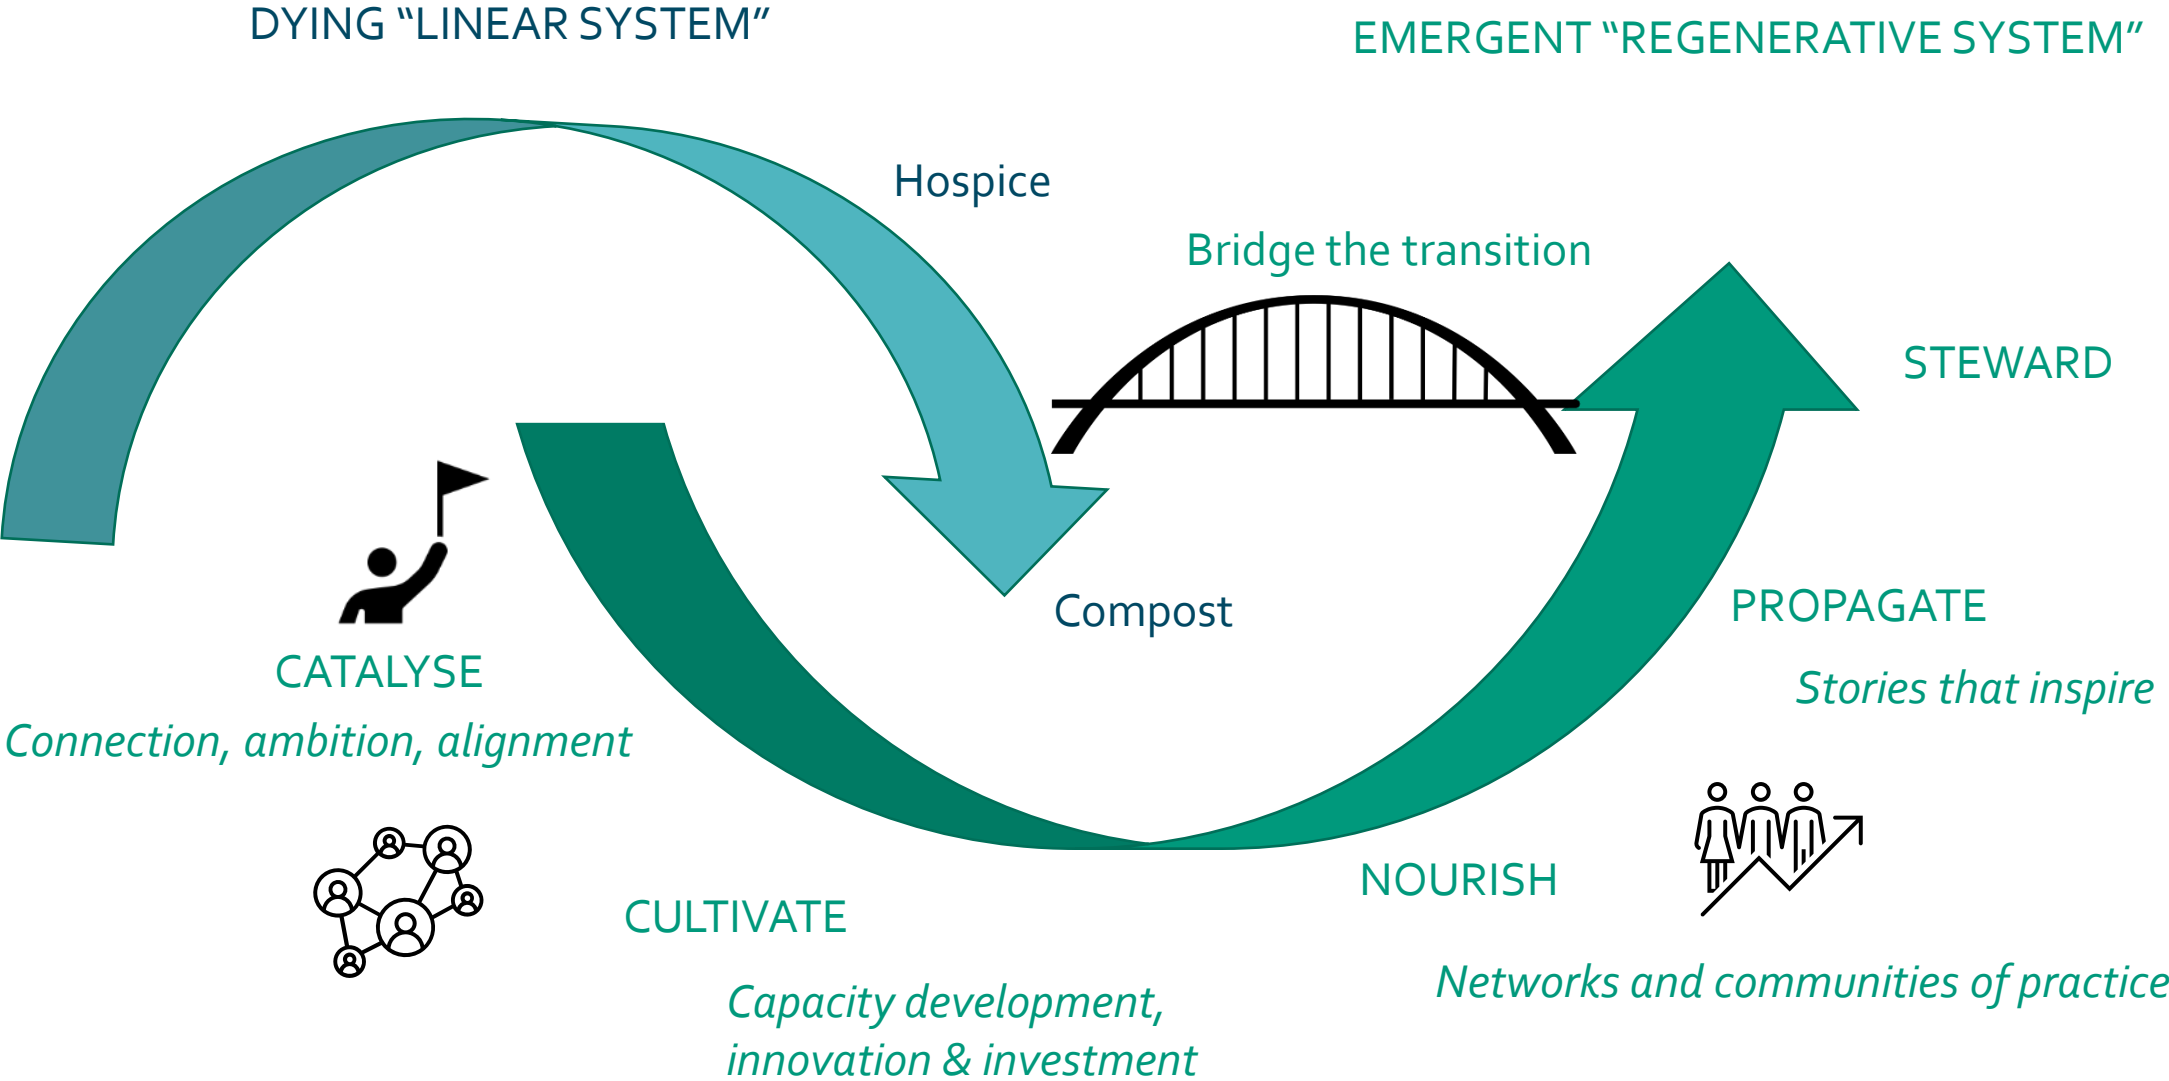 DYING “LINEAR SYSTEM”
EMERGENT “REGENERATIVE SYSTEM”
Hospice
Bridge the transition
STEWARD
Compost
PROPAGATE
Stories that inspire
CATALYSE
Connection, ambition, alignment
NOURISH
Networks and communities of practice
CULTIVATE
Capacity development,
innovation & investment